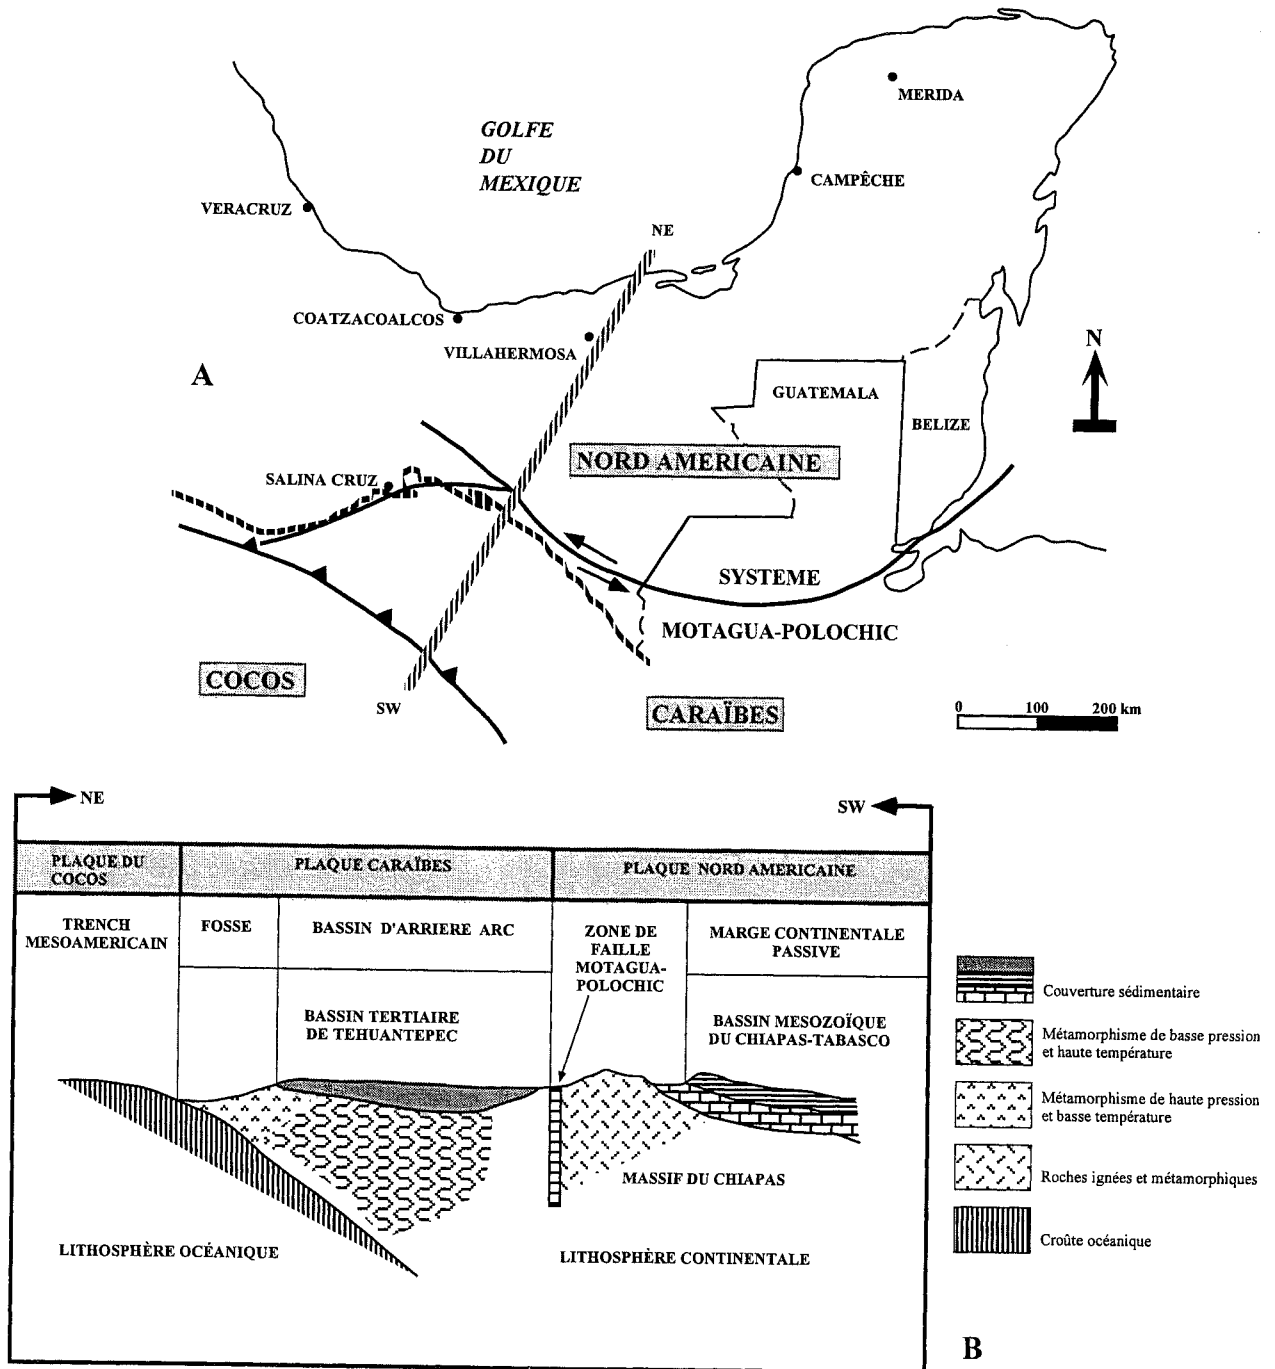 GOLFE
DU
MEXIQUE
MERIDA
CAMPÊCHE
VERACRUZ
NE
COATZACOALCOS
VILLAHERMOSA
A
N
GUATEMALA
BELIZE
NORD AMERICAINE
SALINA CRUZ
SYSTEME
MOTAGUA-POLOCHIC
COCOS
SW
CARAÏBES
0 100 200 km
NE
SW
PLAQUE DU
COCOS
PLAQUE CARAÏBES
PLAQUE NORD AMERICAINE
TRENCH
MESOAMERICAIN
FOSSE
BASSIN D'ARRIERE ARC
ZONE DE
FAILLE
MOTAGUA-
POLOCHIC
MARGE CONTINENTALE
PASSIVE
BASSIN TERTIAIRE
DE TEHUANTEPEC
BASSIN MESOZOÏQUE
DU CHIAPAS-TABASCO
MASSIF DU CHIAPAS
LITHOSPHÈRE OCÉANIQUE
LITHOSPHÈRE CONTINENTALE
Couverture sédimentaire
Métamorphisme de basse pression
et haute température
Métamorphisme de haute pression
et basse température
Roches ignées et métamorphiques
Croûte océanique
B